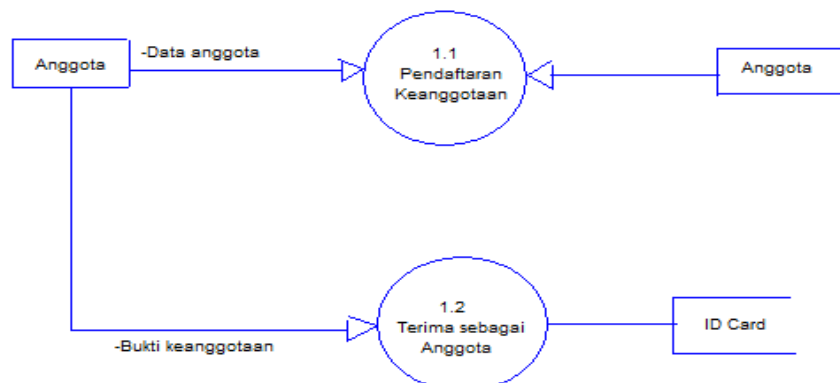 -Data anggota
Anggota
1.1
Pendaftaran
Keanggotaan
Anggota
1.2
Terima sebagai
Anggota
ID Card
-Bukti keanggotaan